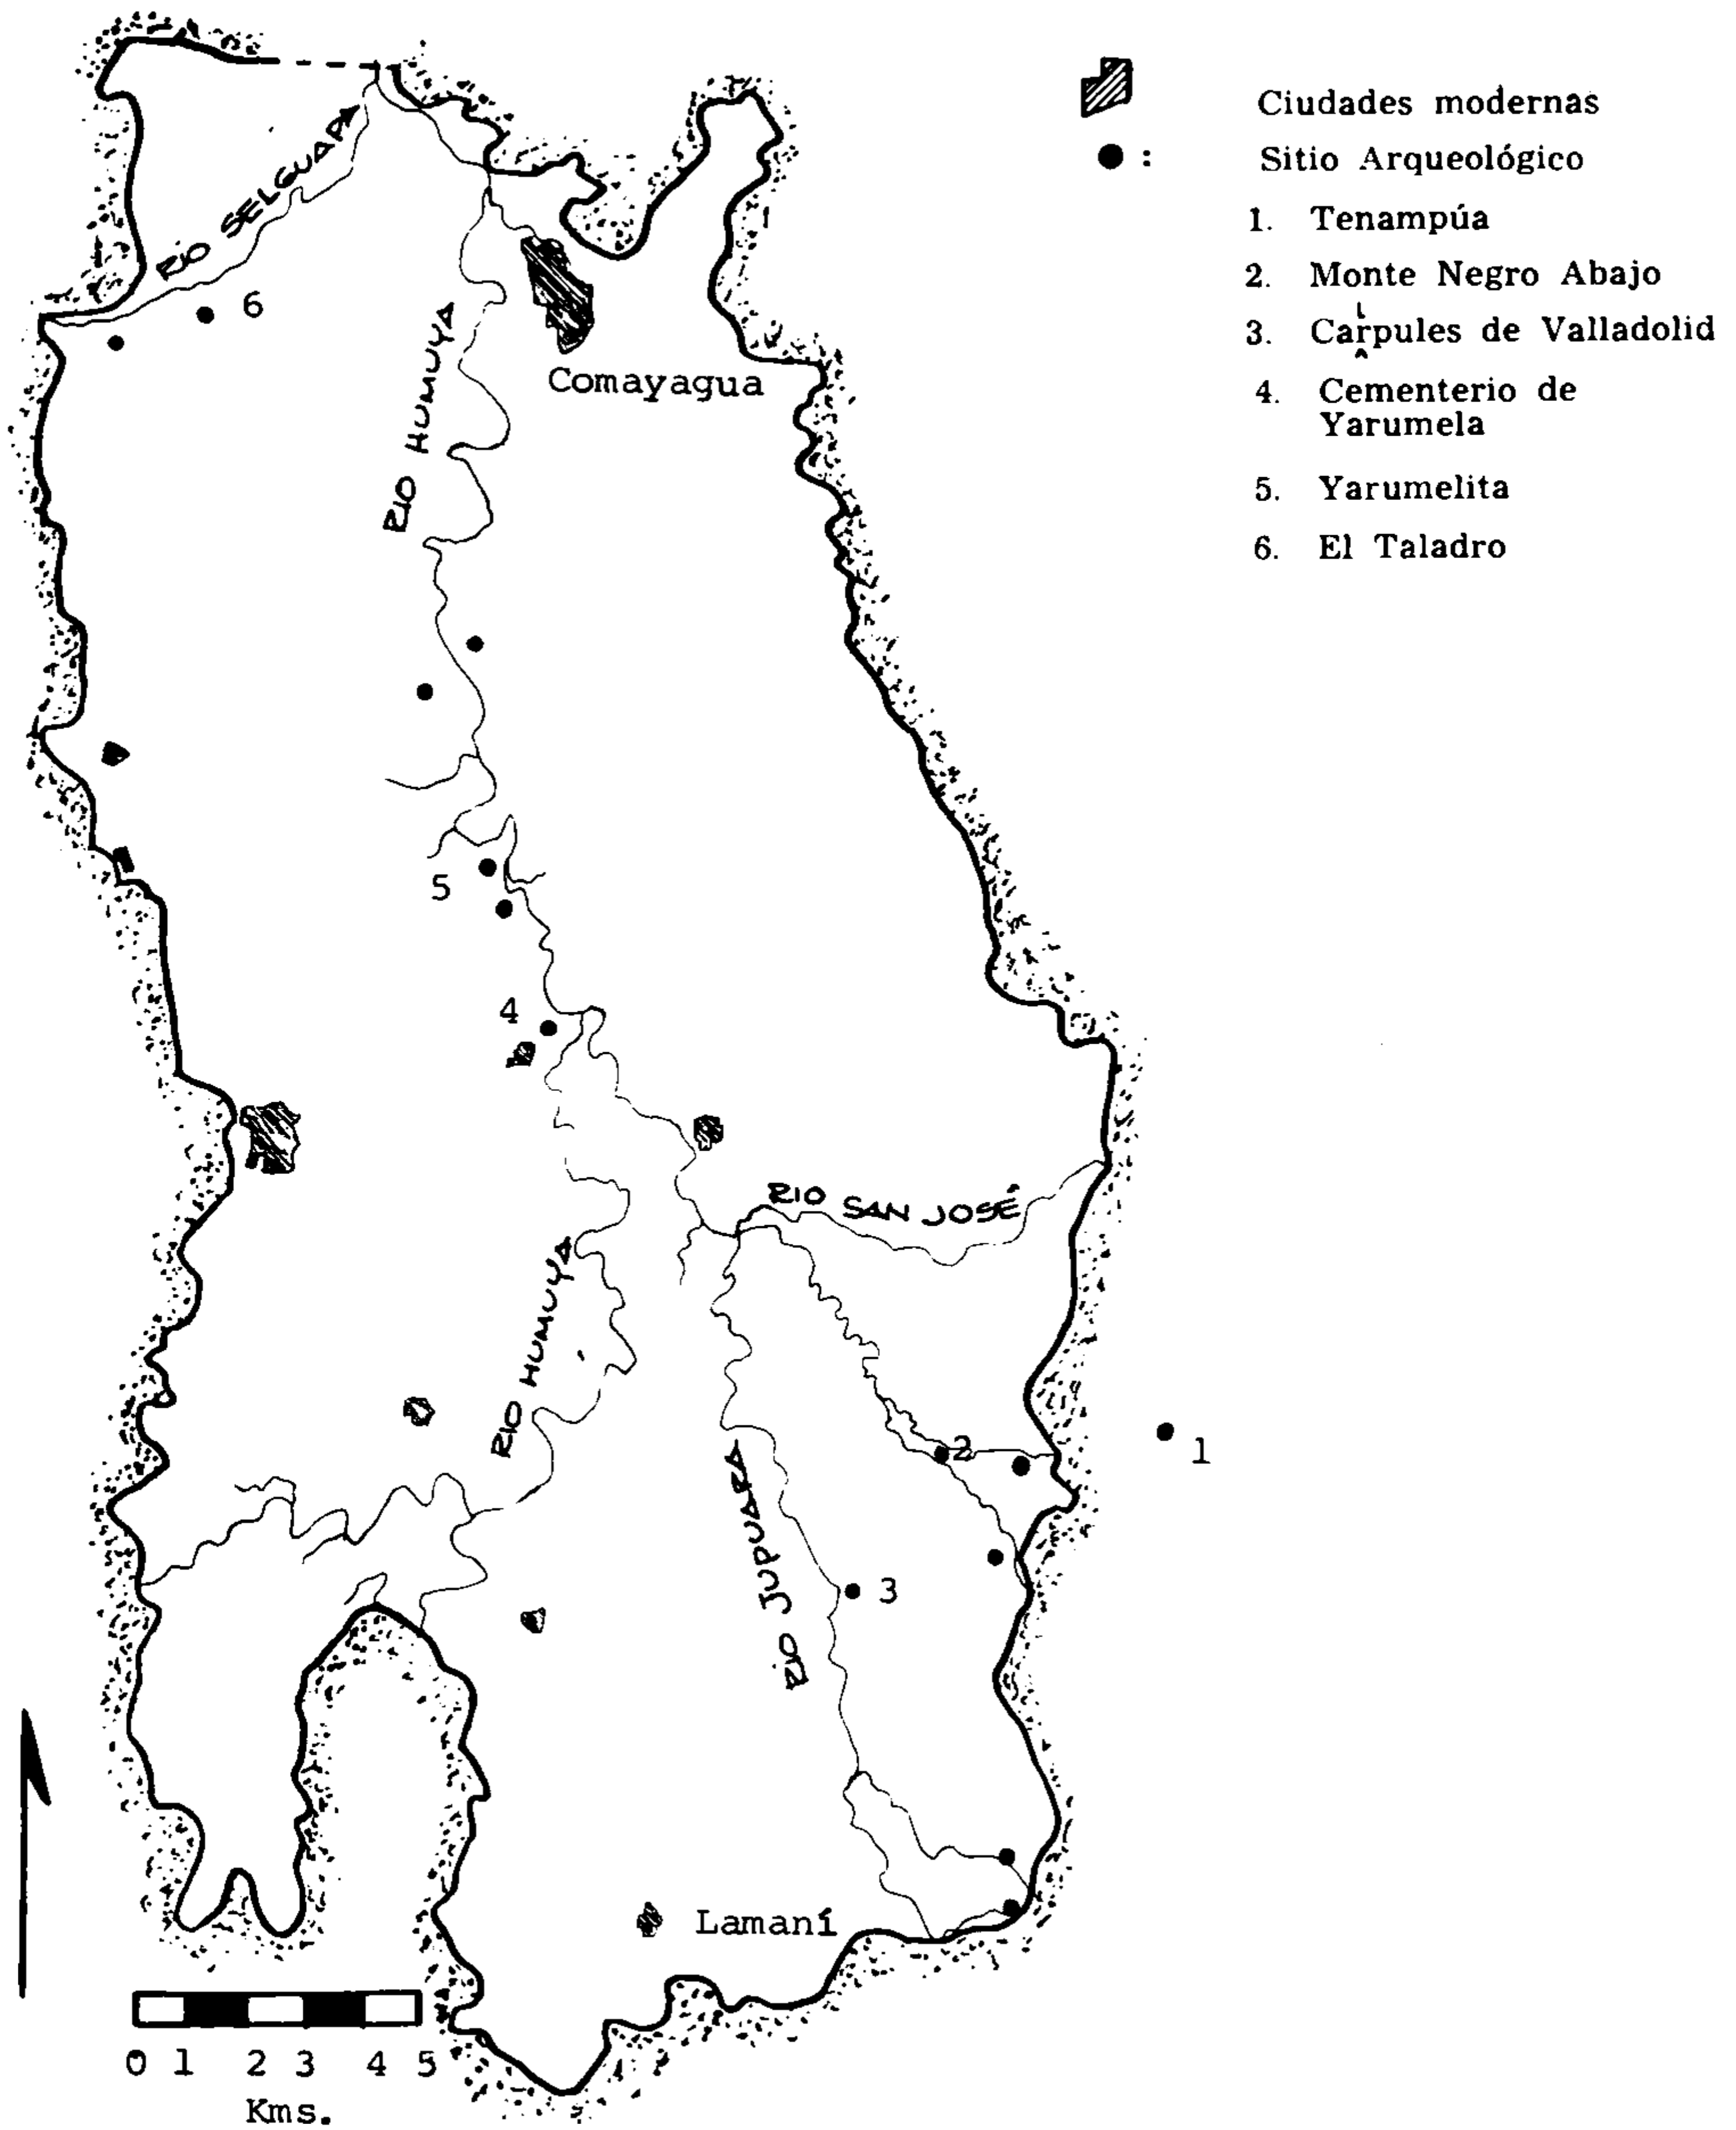 Ciudades modernas
: Sitio Arqueológico
1. Tenampúa
2. Monte Negro Abajo
l
3. Carpules de Valladolid
^
4. Cementerio de
Yarumela
5. Yarumelita
6. El Taladro
RIO SELGUAPA
6
RIO HUMUYA
Comayagua
5
4
RIO SAN JOSÉ
RIO HUMUYA
2
1
RIO JUPUARA
3
Lamaní
0 1 2 3 4 5
Kms.